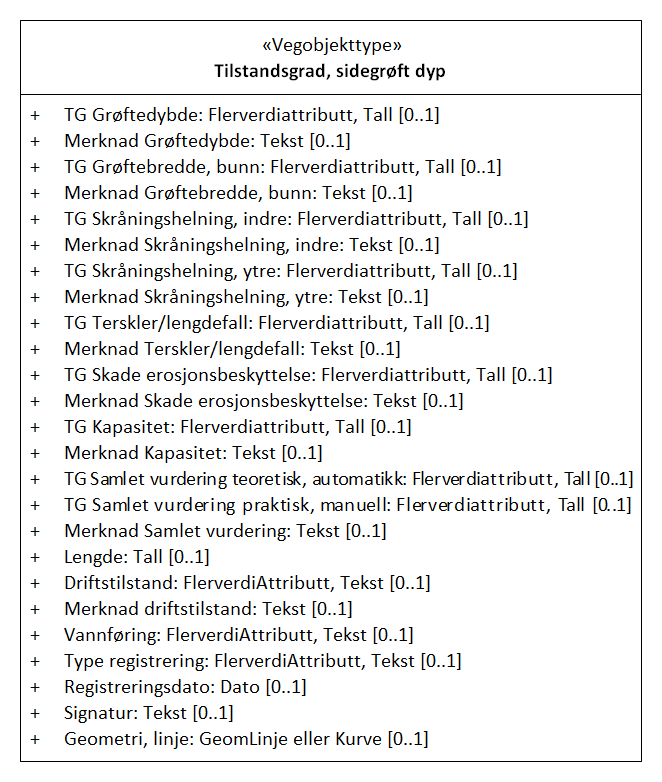 «Vegobjekttype»
Tilstandsgrad, sidegrøft dyp
+ TG Grøftedybde: Flerverdiattributt, Tall [0..1]
+ Merknad Grøftedybde: Tekst [0..1]
+ TG Grøftebredde, bunn: Flerverdiattributt, Tall [0..1]
+ Merknad Grøftebredde, bunn: Tekst [0..1]
+ TG Skråningshelning, indre: Flerverdiattributt, Tall [0..1]
+ Merknad Skråningshelning, indre: Tekst [0..1]
+ TG Skråningshelning, ytre: Flerverdiattributt, Tall [0..1]
+ Merknad Skråningshelning, ytre: Tekst [0..1]
+ TG Terskler/lengdefall: Flerverdiattributt, Tall [0..1]
+ Merknad Terskler/lengdefall: Tekst [0..1]
+ TG Skade erosjonsbeskyttelse: Flerverdiattributt, Tall [0..1]
+ Merknad Skade erosjonsbeskyttelse: Tekst [0..1]
+ TG Kapasitet: Flerverdiattributt, Tall [0..1]
+ Merknad Kapasitet: Tekst [0..1]
+ TG Samlet vurdering teoretisk, automatikk: Flerverdiattributt, Tall [0..1]
+ TG Samlet vurdering praktisk, manuell: Flerverdiattributt, Tall [0..1]
+ Merknad Samlet vurdering: Tekst [0..1]
+ Lengde: Tall [0..1]
+ Driftstilstand: FlerverdiAttributt, Tekst [0..1]
+ Merknad driftstilstand: Tekst [0..1]
+ Vannføring: FlerverdiAttributt, Tekst [0..1]
+ Type registrering: FlerverdiAttributt, Tekst [0..1]
+ Registreringsdato: Dato [0..1]
+ Signatur: Tekst [0..1]
+ Geometri, linje: GeomLinje eller Kurve [0..1]